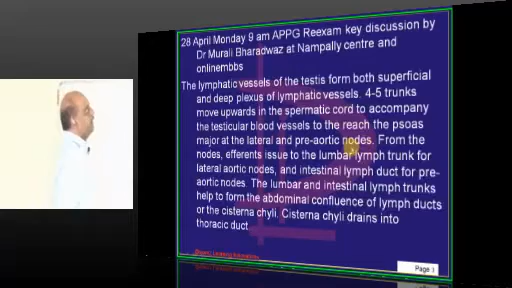 28 April Monday 9 am APPG Reexam key discussion by
Dr Murali Bharadwaz at Nampally centre and
onlinembbs
The lymphatic vessels of the testis form both superficial
and deep plexus of lymphatic vessels. 4-5 trunks
move upwards in the spermatic cord to accompany
the testicular blood vessels to the reach the psoas
major at the lateral and pre-aortic nodes. From the
nodes, efferents issue to the lumbar lymph trunk for
lateral aortic nodes, and intestinal lymph duct for pre-
aortic nodes. The lumbar and intestinal lymph trunks
help to form the abdominal confluence of lymph ducts
or the cisterna chyli. Cisterna chyli drains into
thoracic duct
Page 3